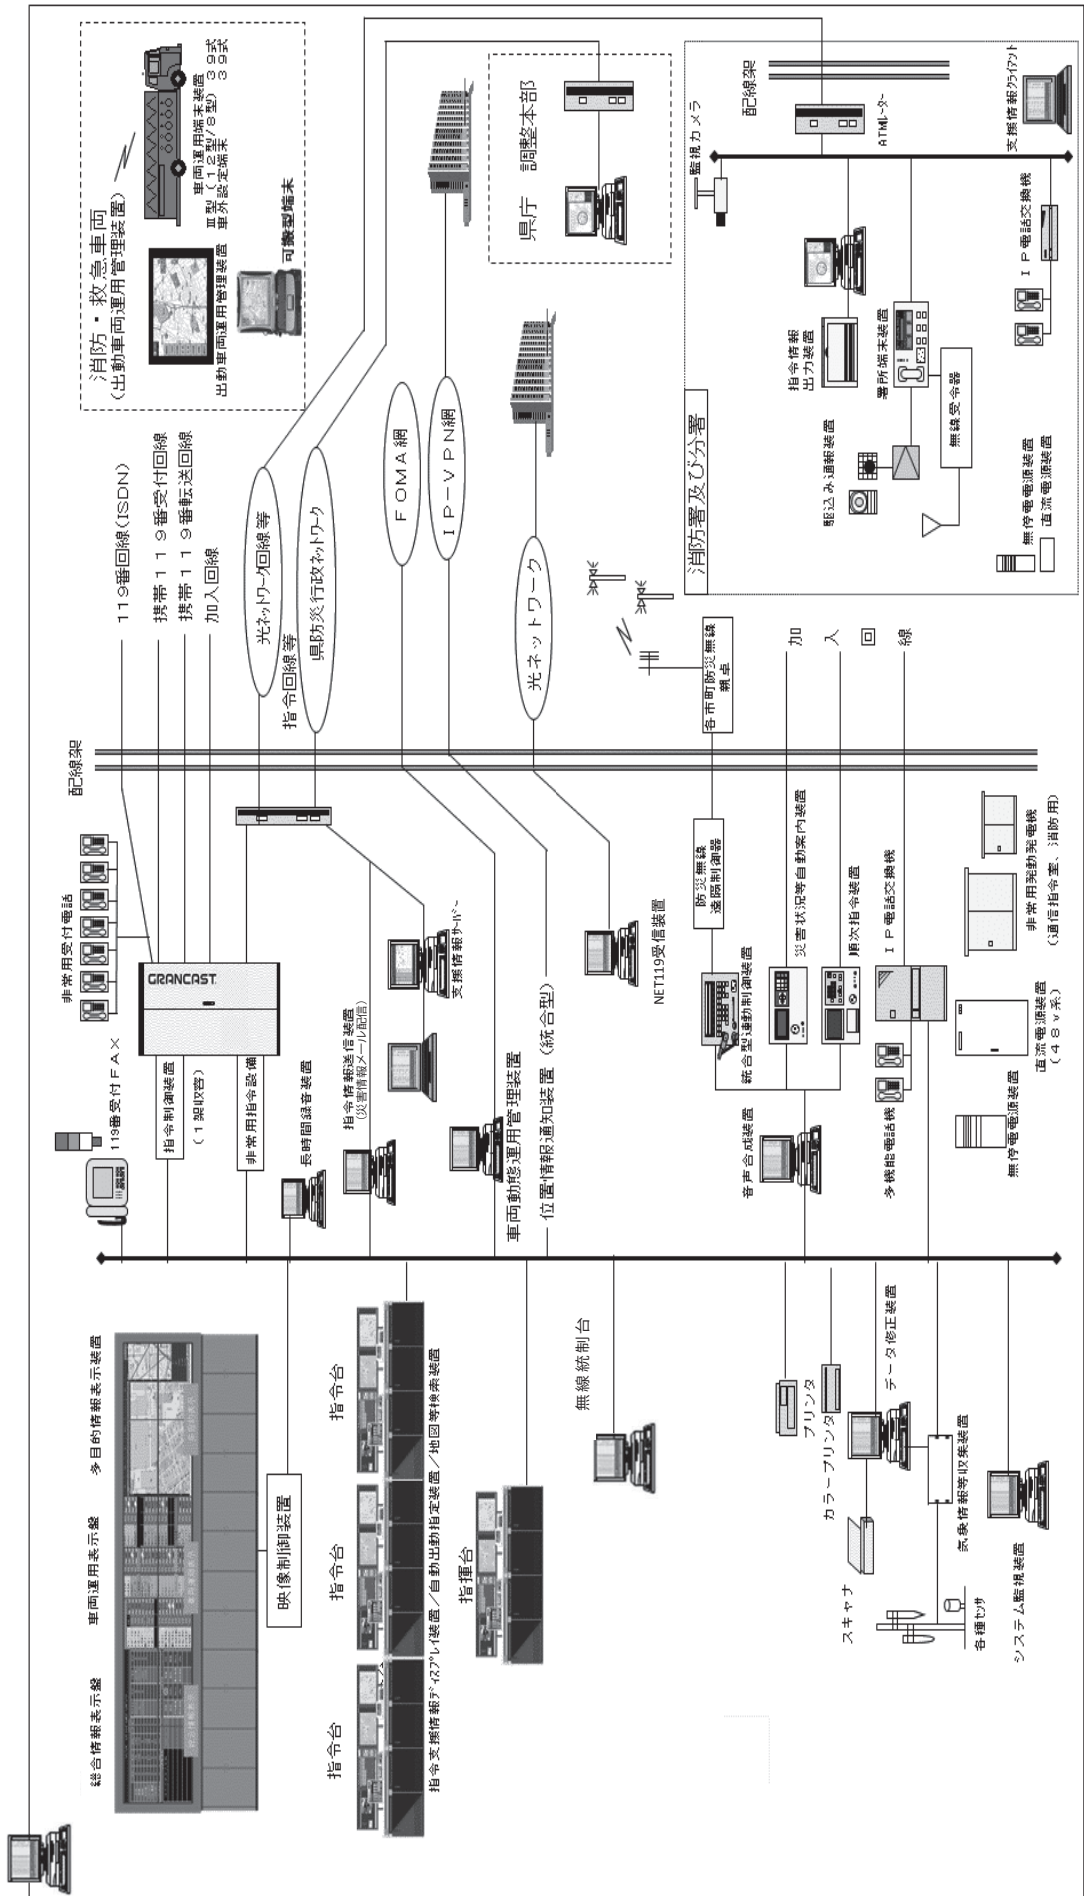 総合情報表示盤
車両運用表示盤
多目的情報表示装置
映像制御装置
指令台
指令台
指令台
指令支援情報ディスプレイ装置／自動出動指定装置／地図等検索装置
指揮台
無線統制台
プリンタ
カラープリンタ
データ修正装置
スキャナ
気象情報等収集装置
各種センサ
システム監視装置
119番受付FAX
非常用受付電話
配線架
GRANCAST
指令制御装置
(１架収容)
非常用指令設備
長時間録音装置
指令情報送信装置
(災害情報メール配信)
支援情報サーバー
車両動態運用管理装置
位置情報通知装置（統合型）
NET119受信装置
音声合成装置
統合型連動制御装置
防災無線
遠隔制御器
災害状況等自動案内装置
順次指令装置
ＩＰ電話交換機
多機能電話機
無停電電源装置
直流電源装置
(４８ｖ系)
非常用発動発電機
(通信指令室、消防用)
119番回線(ISDN)
携帯１１９番受付回線
携帯１１９番転送回線
加入回線
光ネットワーク回線等
指令回線等
県防災行政ネットワーク
ＦＯＭＡ網
ＩＰ−ＶＰＮ網
光ネットワーク
各市町防災無線
親卓
加入回線
消防・救急車両
(出動車両運用管理装置)
車両運用端末装置
Ⅲ型（１２型/８型） ３９式
車外設定端末 ３９式
出動車両運用管理装置
可搬型端末
県庁　調整本部
消防署及び分署
監視カメラ
配線架
ATMルーター
支援情報クライアント
指令情報
出力装置
署所端末装置
ＩＰ電話交換機
駆込み通報装置
無線受令器
無停電電源装置
直流電源装置